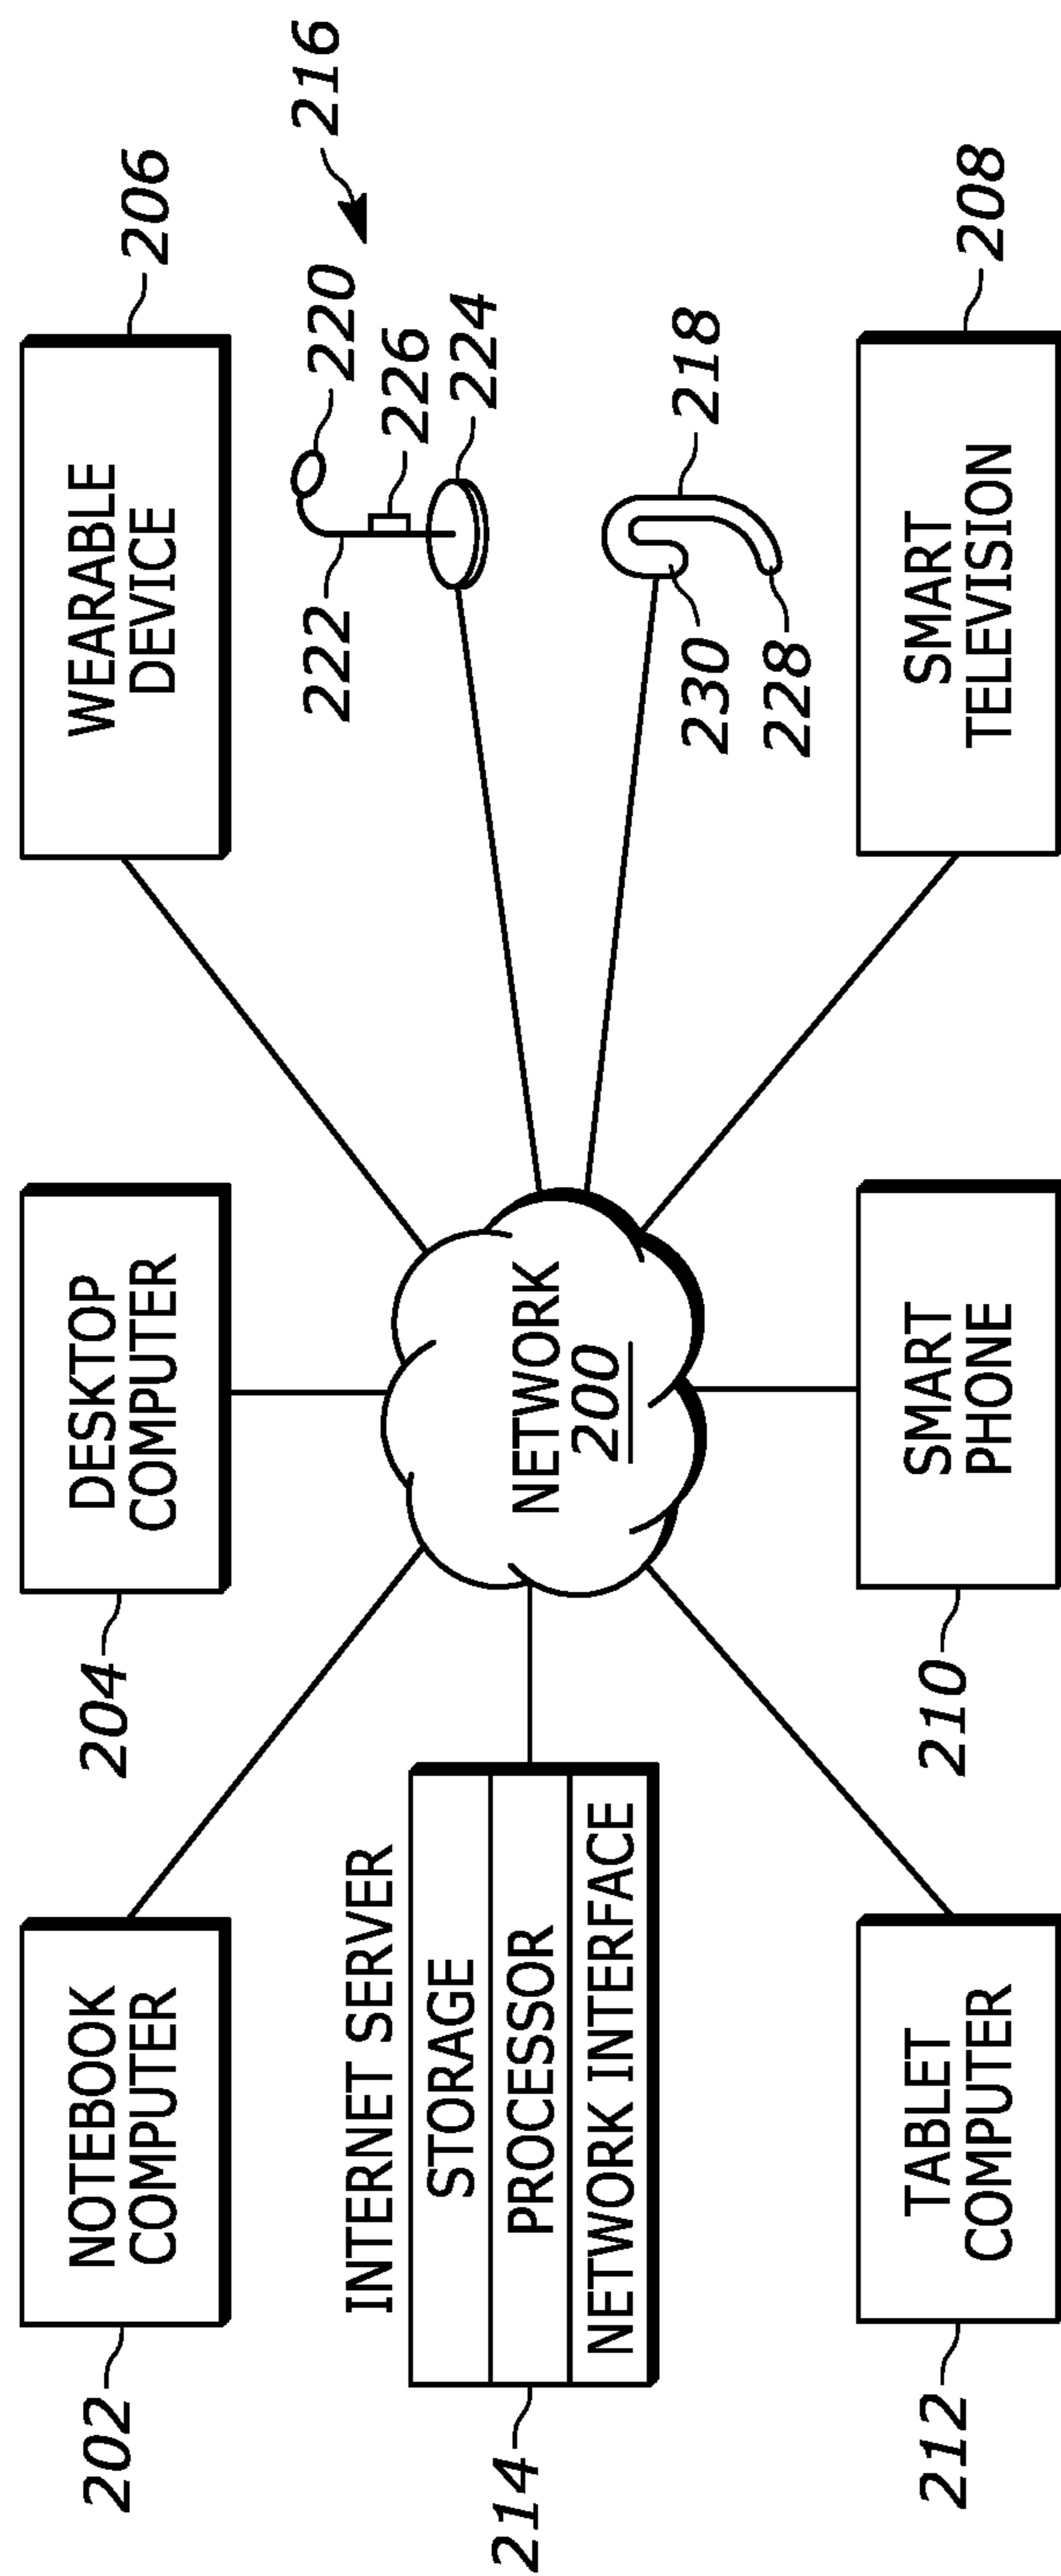 NOTEBOOK
COMPUTER
202
DESKTOP
COMPUTER
204
WEARABLE
DEVICE
206
INTERNET SERVER
STORAGE
PROCESSOR
NETWORK INTERFACE
214
NETWORK
200
216
220
222
226
224
218
230
228
TABLET
COMPUTER
212
SMART
PHONE
210
SMART
TELEVISION
208